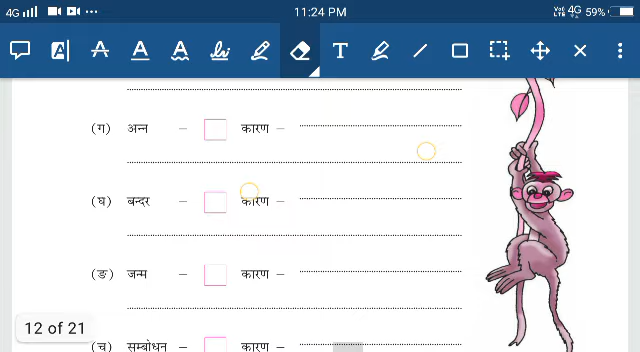 4G 11:24 PM VoLTE 4G 59%
A A A A T
(ग) अन्न – कारण –
(घ) बन्दर – कारण –
(ङ) जन्म – कारण –
12 of 21
(च) सम्बोधन – कारण –